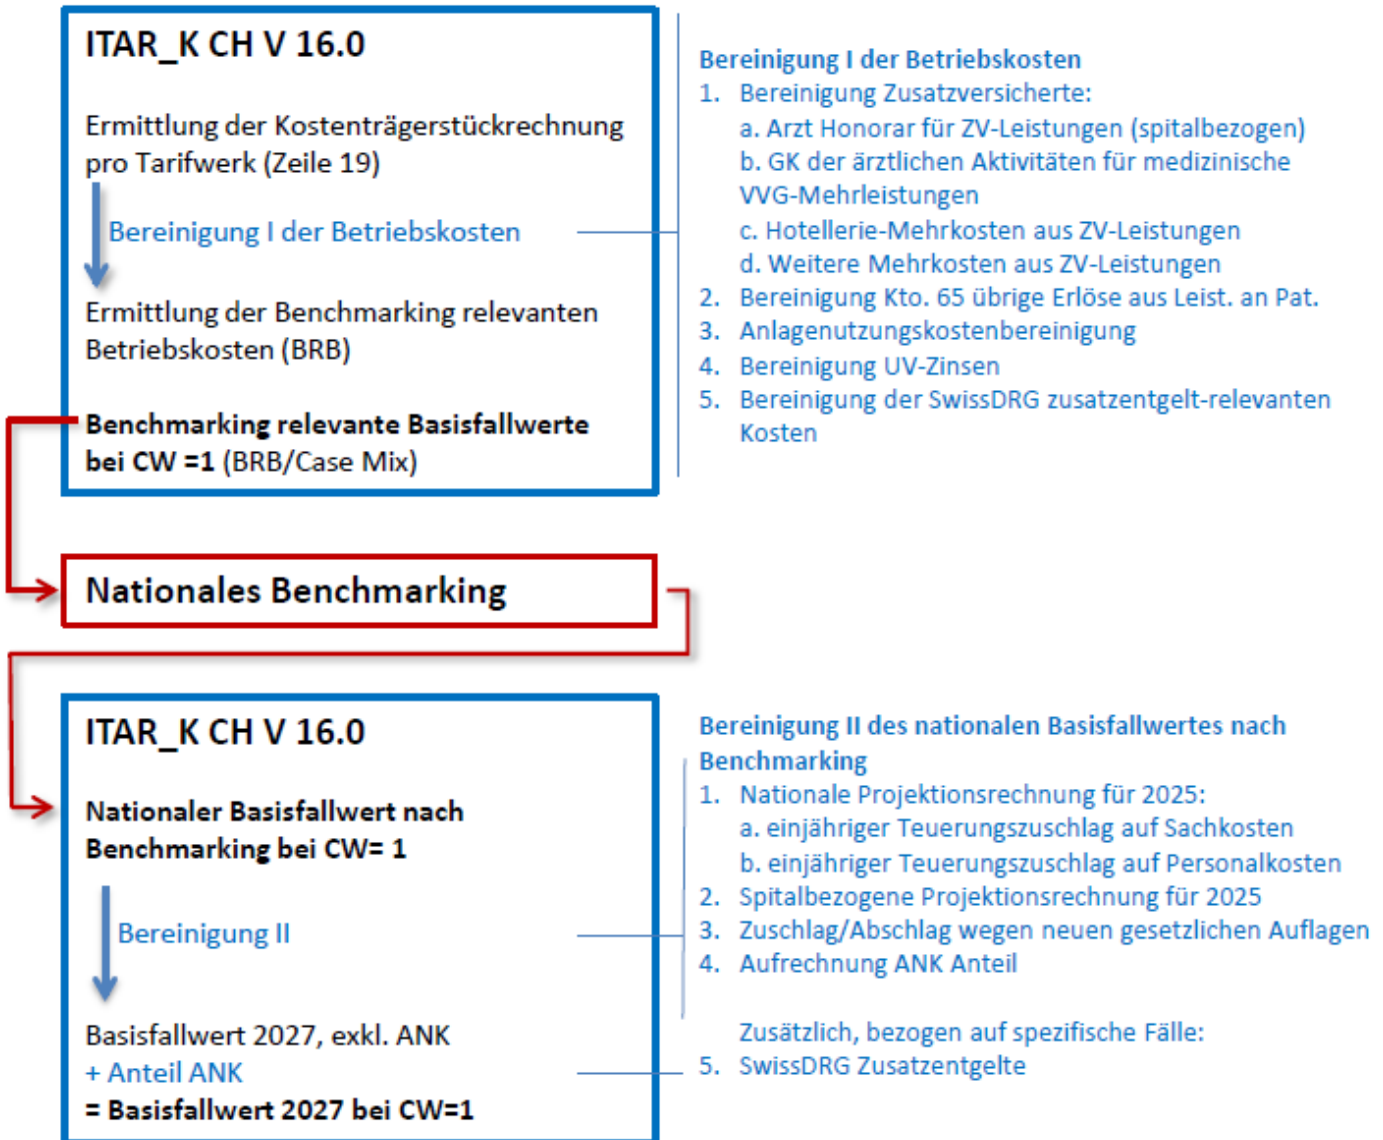 ITAR_K CH V 16.0
Ermittlung der Kostenträgerstückrechnung
pro Tarifwerk (Zeile 19)
Bereinigung I der Betriebskosten
Ermittlung der Benchmarking relevanten
Betriebskosten (BRB)
Benchmarking relevante Basisfallwerte
bei CW =1 (BRB/Case Mix)
Bereinigung I der Betriebskosten
1. Bereinigung Zusatzversicherte:
a. Arzt Honorar für ZV-Leistungen (spitalbezogen)
b. GK der ärztlichen Aktivitäten für medizinische
VVG-Mehrleistungen
c. Hotellerie-Mehrkosten aus ZV-Leistungen
d. Weitere Mehrkosten aus ZV-Leistungen
2. Bereinigung Kto. 65 übrige Erlöse aus Leist. an Pat.
3. Anlagenutzungskostenbereinigung
4. Bereinigung UV-Zinsen
5. Bereinigung der SwissDRG zusatzentgelt-relevanten
Kosten
Nationales Benchmarking
ITAR_K CH V 16.0
Nationaler Basisfallwert nach
Benchmarking bei CW= 1
Bereinigung II
Basisfallwert 2027, exkl. ANK
+ Anteil ANK
= Basisfallwert 2027 bei CW=1
Bereinigung II des nationalen Basisfallwertes nach
Benchmarking
1. Nationale Projektionsrechnung für 2025:
a. einjähriger Teuerungszuschlag auf Sachkosten
b. einjähriger Teuerungszuschlag auf Personalkosten
2. Spitalbezogene Projektionsrechnung für 2025
3. Zuschlag/Abschlag wegen neuen gesetzlichen Auflagen
4. Aufrechnung ANK Anteil
Zusätzlich, bezogen auf spezifische Fälle:
5. SwissDRG Zusatzentgelte